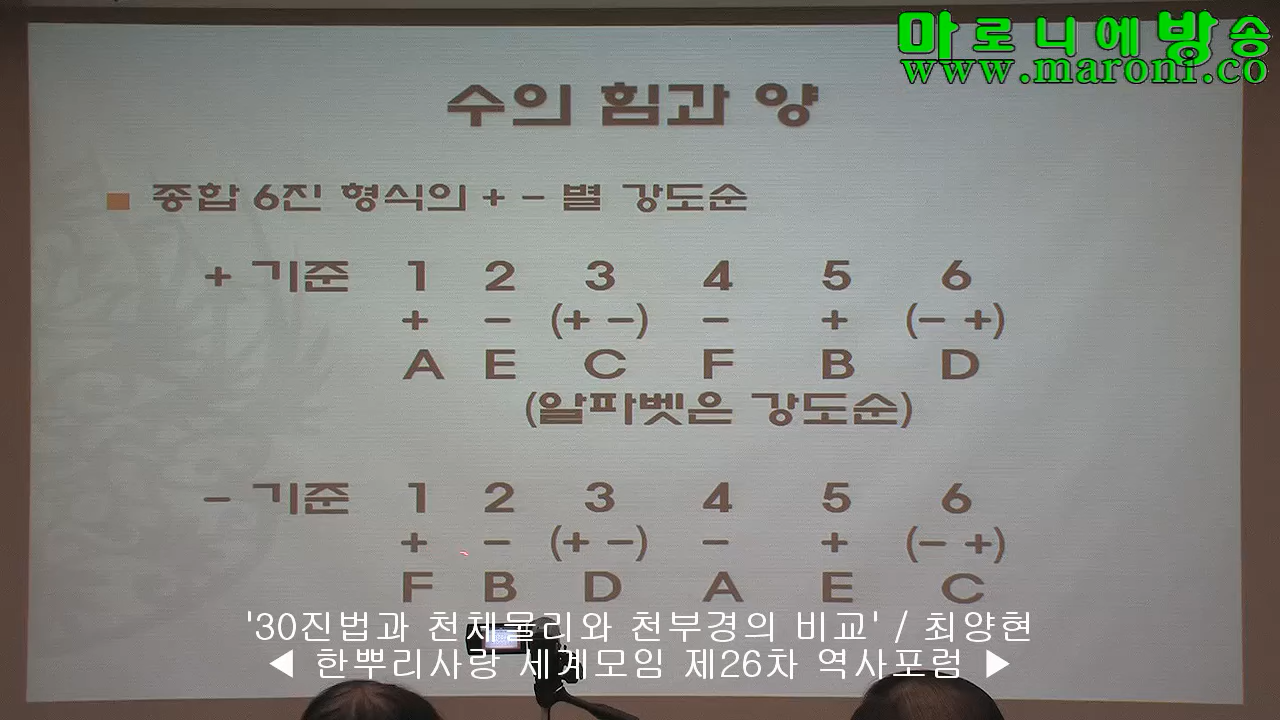 마로니에방송
www.maroni.co
수의 힘과 양
종합 6진 형식의 + - 별 강도순
+ 기준 1 2 3 4 5 6
+ - (+ -) - + (- +)
A E C F B D
(알파벳은 강도순)
- 기준 1 2 3 4 5 6
+ - (+ -) - + (- +)
F B D A E C
'30진법과 천체물리와 천부경의 비교' / 최양현
◀ 한뿌리사랑 세계모임 제26차 역사포럼 ▶